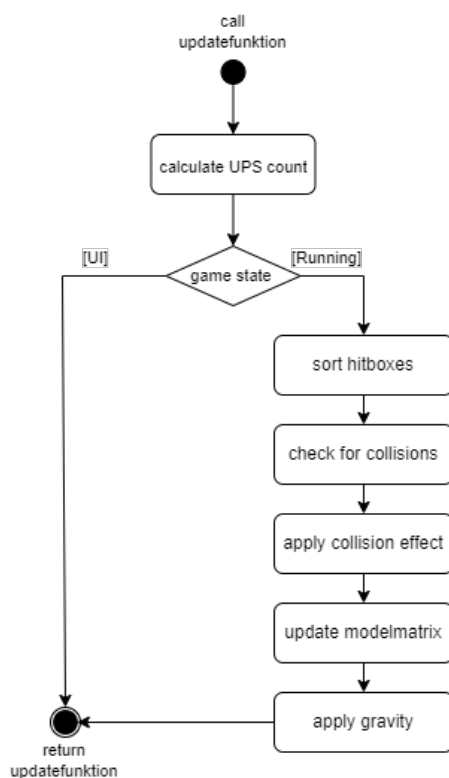 call
updatefunktion
calculate UPS count
[UI]
game state
[Running]
sort hitboxes
check for collisions
apply collision effect
update modelmatrix
apply gravity
return
updatefunktion